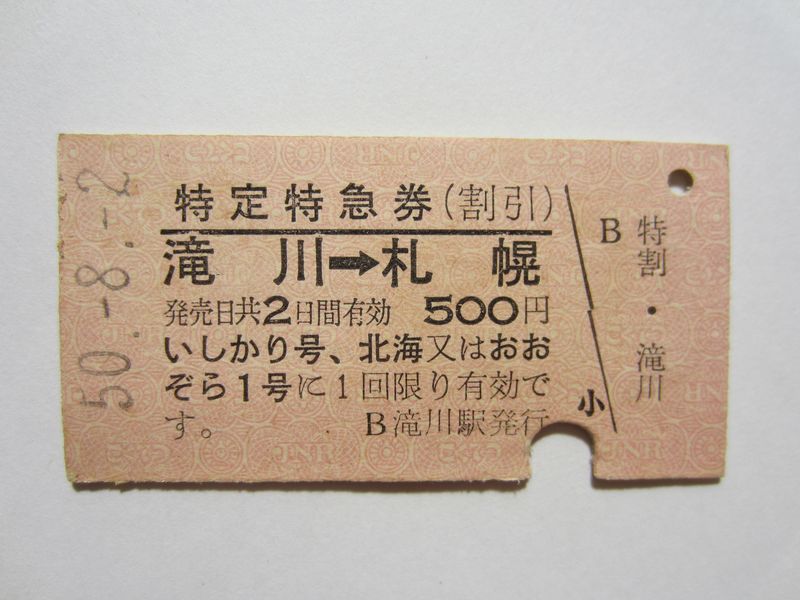 50.-8.-2
特定特急券(割引)
滝川➡札幌
発売日共2日間有効 500円
いしかり号、北海又はおお
ぞら1号に1回限り有効で
す。 B滝川駅発行
小
B
特割・滝川
JNR